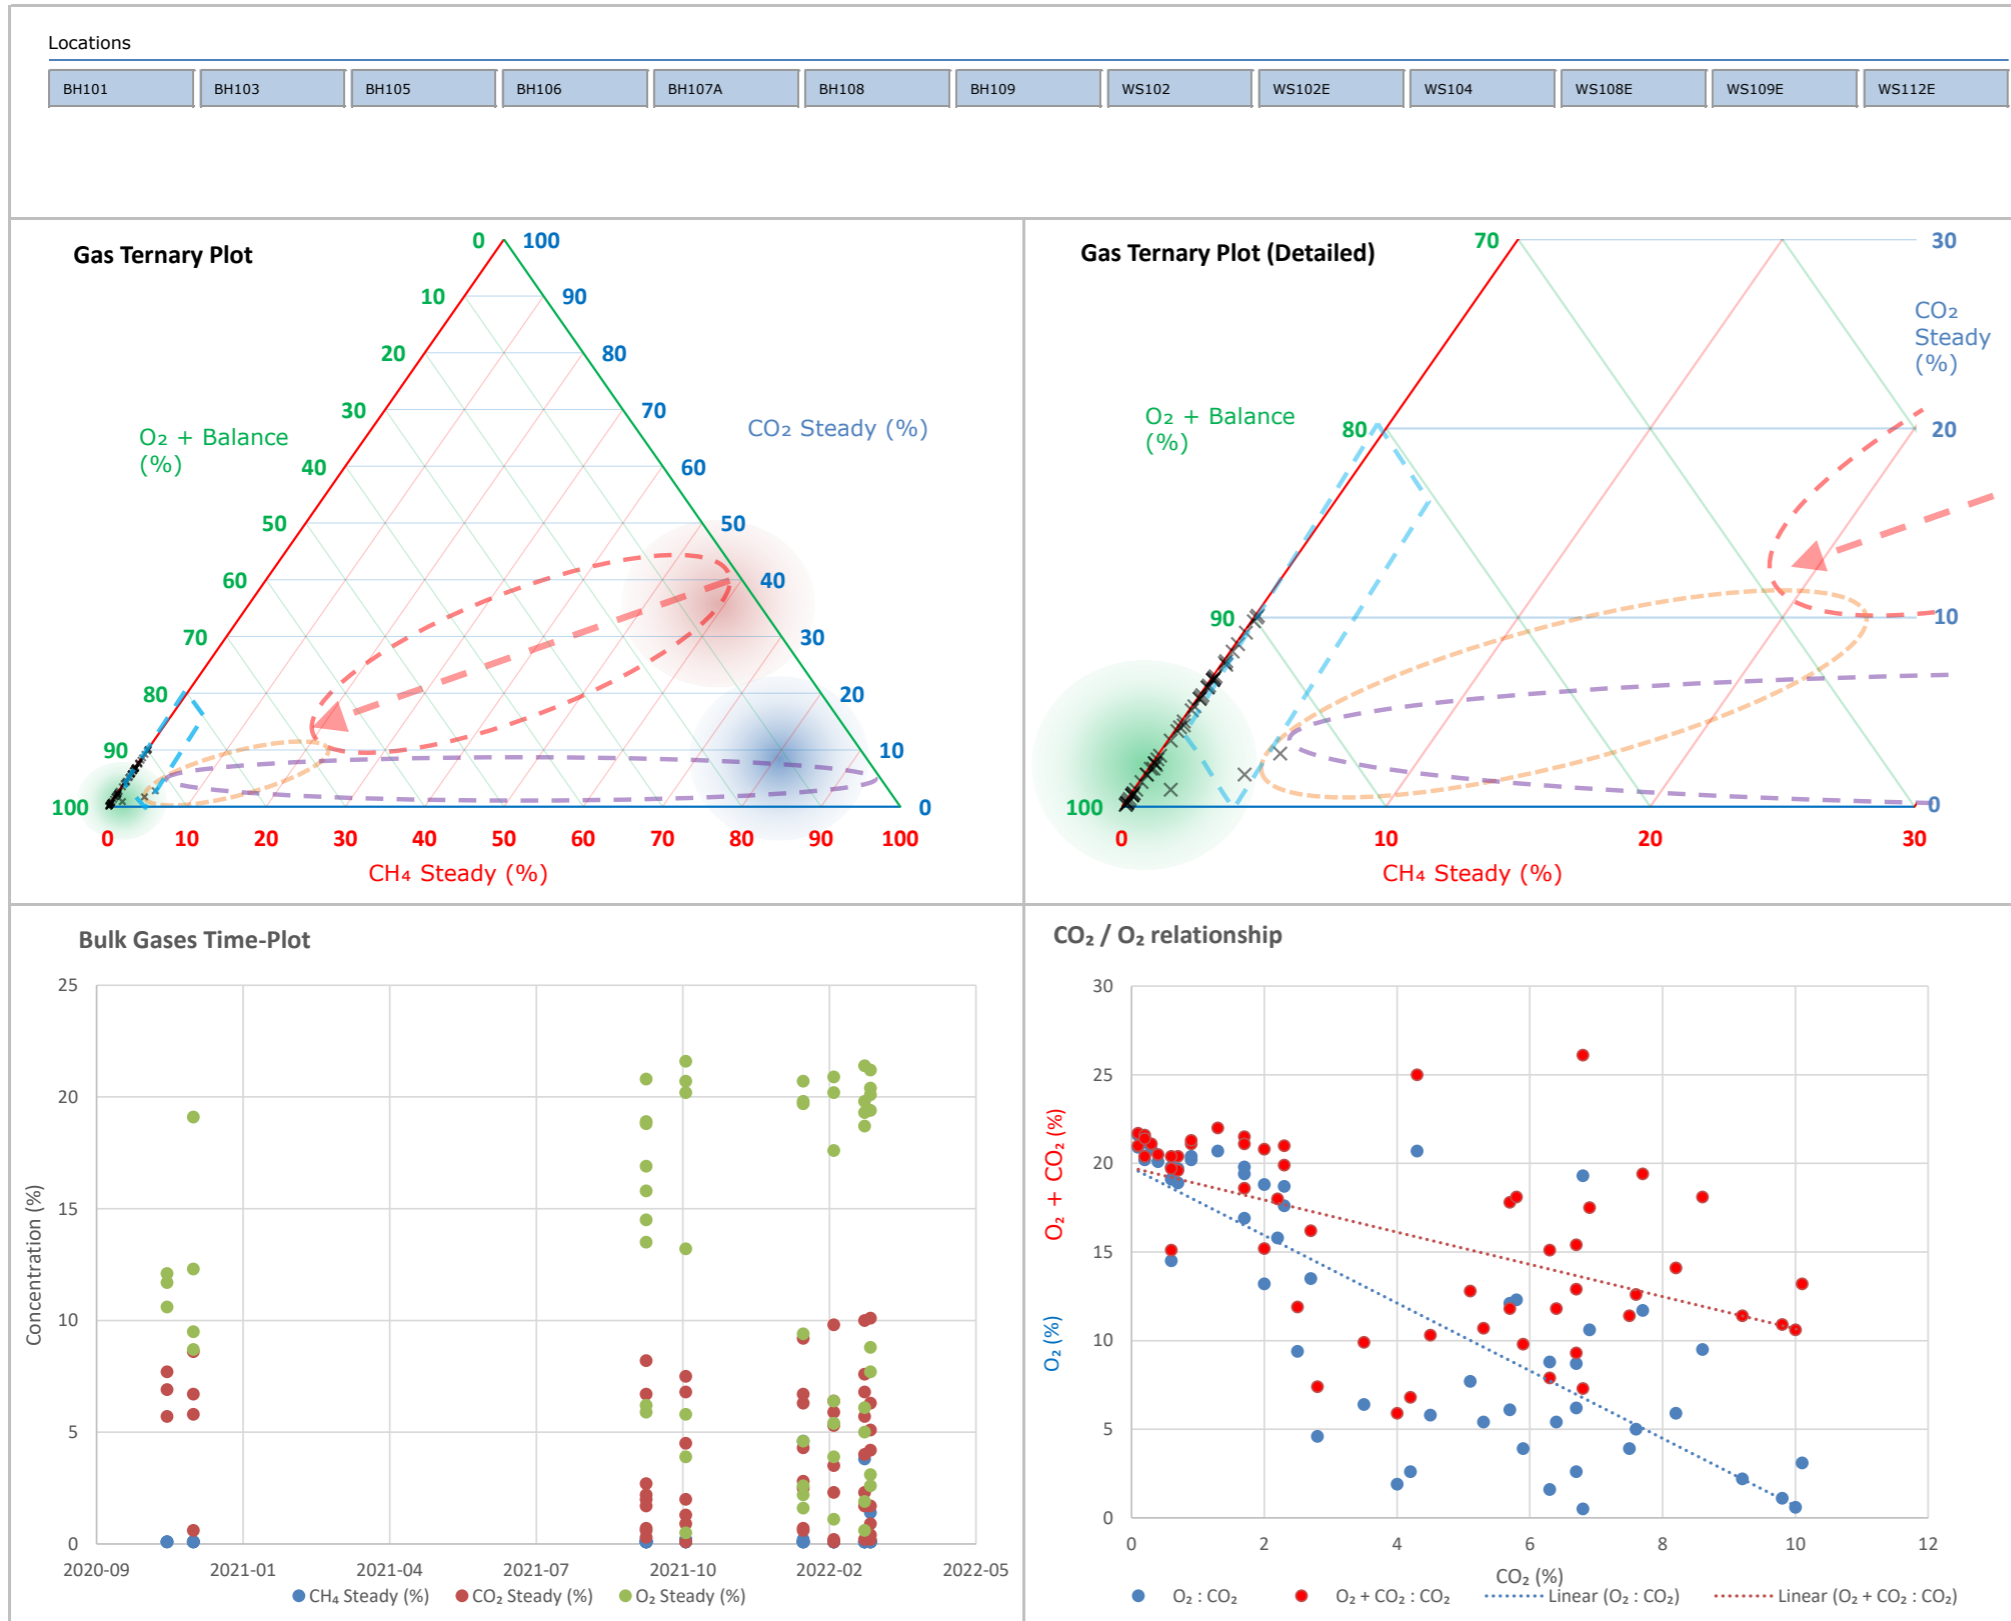 Locations
BH101 BH103 BH105 BH106 BH107A BH108 BH109 WS102 WS102E WS104 WS108E WS109E WS112E
Gas Ternary Plot
0 100
10 90
20 80
30 70
O₂ + Balance
(%)
CO₂ Steady (%)
40 60
50 50
60 40
70 30
80 20
90 10
100 0
0 10 20 30 40 50 60 70 80 90 100
CH₄ Steady (%)
Gas Ternary Plot (Detailed)
70 30
CO₂
Steady
(%)
O₂ + Balance
(%)
80 20
90 10
100 0
0 10 20 30
CH₄ Steady (%)
Bulk Gases Time-Plot
Concentration (%)
25
20
15
10
5
0
2020-09 2021-01 2021-04 2021-07 2021-10 2022-02 2022-05
CH₄ Steady (%) CO₂ Steady (%) O₂ Steady (%)
CO₂ / O₂ relationship
O₂ (%) O₂ + CO₂ (%)
30
25
20
15
10
5
0
0 2 4 6 8 10 12
CO₂ (%)
O₂ : CO₂ O₂ + CO₂ : CO₂ Linear (O₂ : CO₂) Linear (O₂ + CO₂ : CO₂)